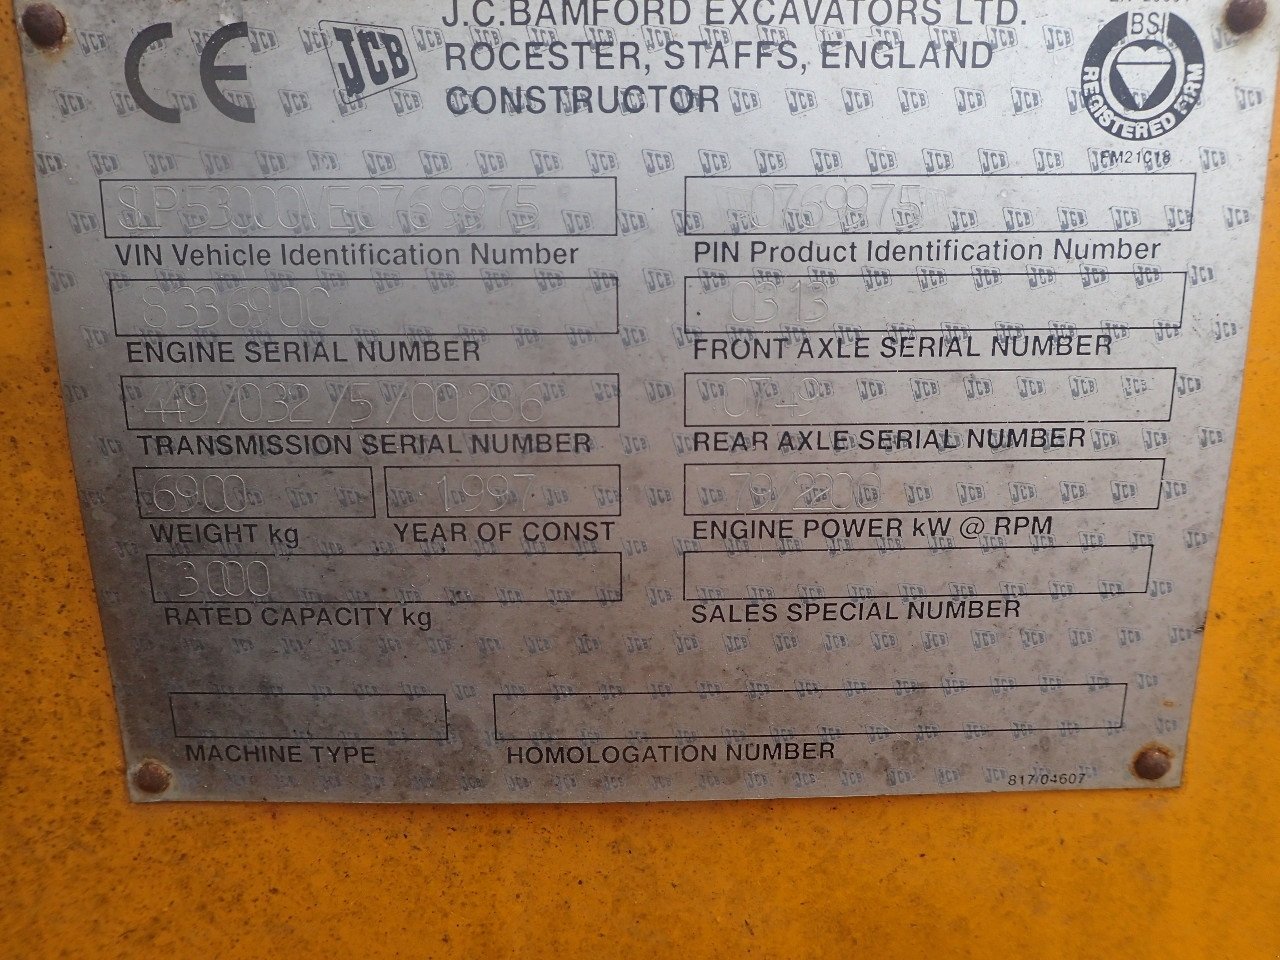 CE
JCB
J.C.BAMFORD EXCAVATORS LTD.
ROCESTER, STAFFS, ENGLAND
CONSTRUCTOR
BSI
REGISTERED FIRM
0769975
VIN Vehicle Identification Number
PIN Product Identification Number
0313
ENGINE SERIAL NUMBER
FRONT AXLE SERIAL NUMBER
449/032/5/00286
TRANSMISSION SERIAL NUMBER
REAR AXLE SERIAL NUMBER
6900
1997
WEIGHT kg
YEAR OF CONST
ENGINE POWER kW @ RPM
3000
RATED CAPACITY kg
SALES SPECIAL NUMBER
MACHINE TYPE
HOMOLOGATION NUMBER
817/04607